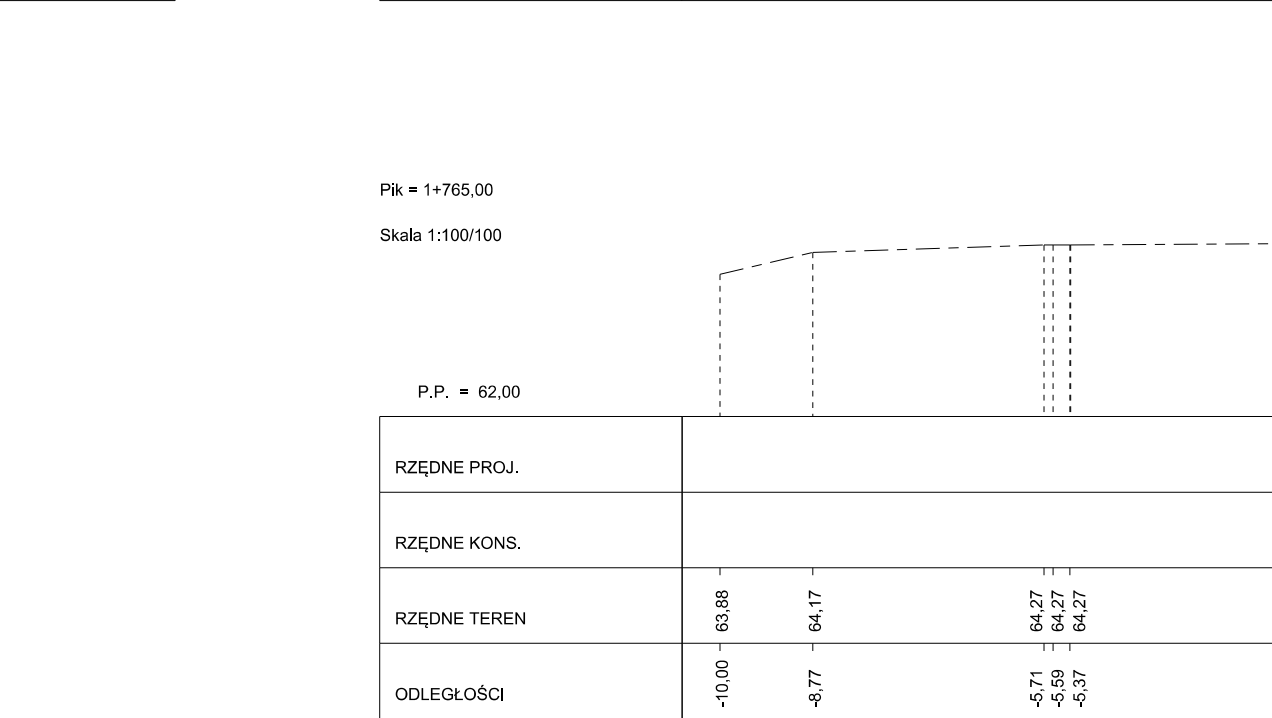 Pik = 1+765,00
Skala 1:100/100
P.P. = 62,00
RZĘDNE PROJ.
RZĘDNE KONS.
RZĘDNE TEREN 63,88 64,17 64,27 64,27 64,27
ODLEGŁOŚCI -10,00 -8,77 -5,71 -5,59 -5,37